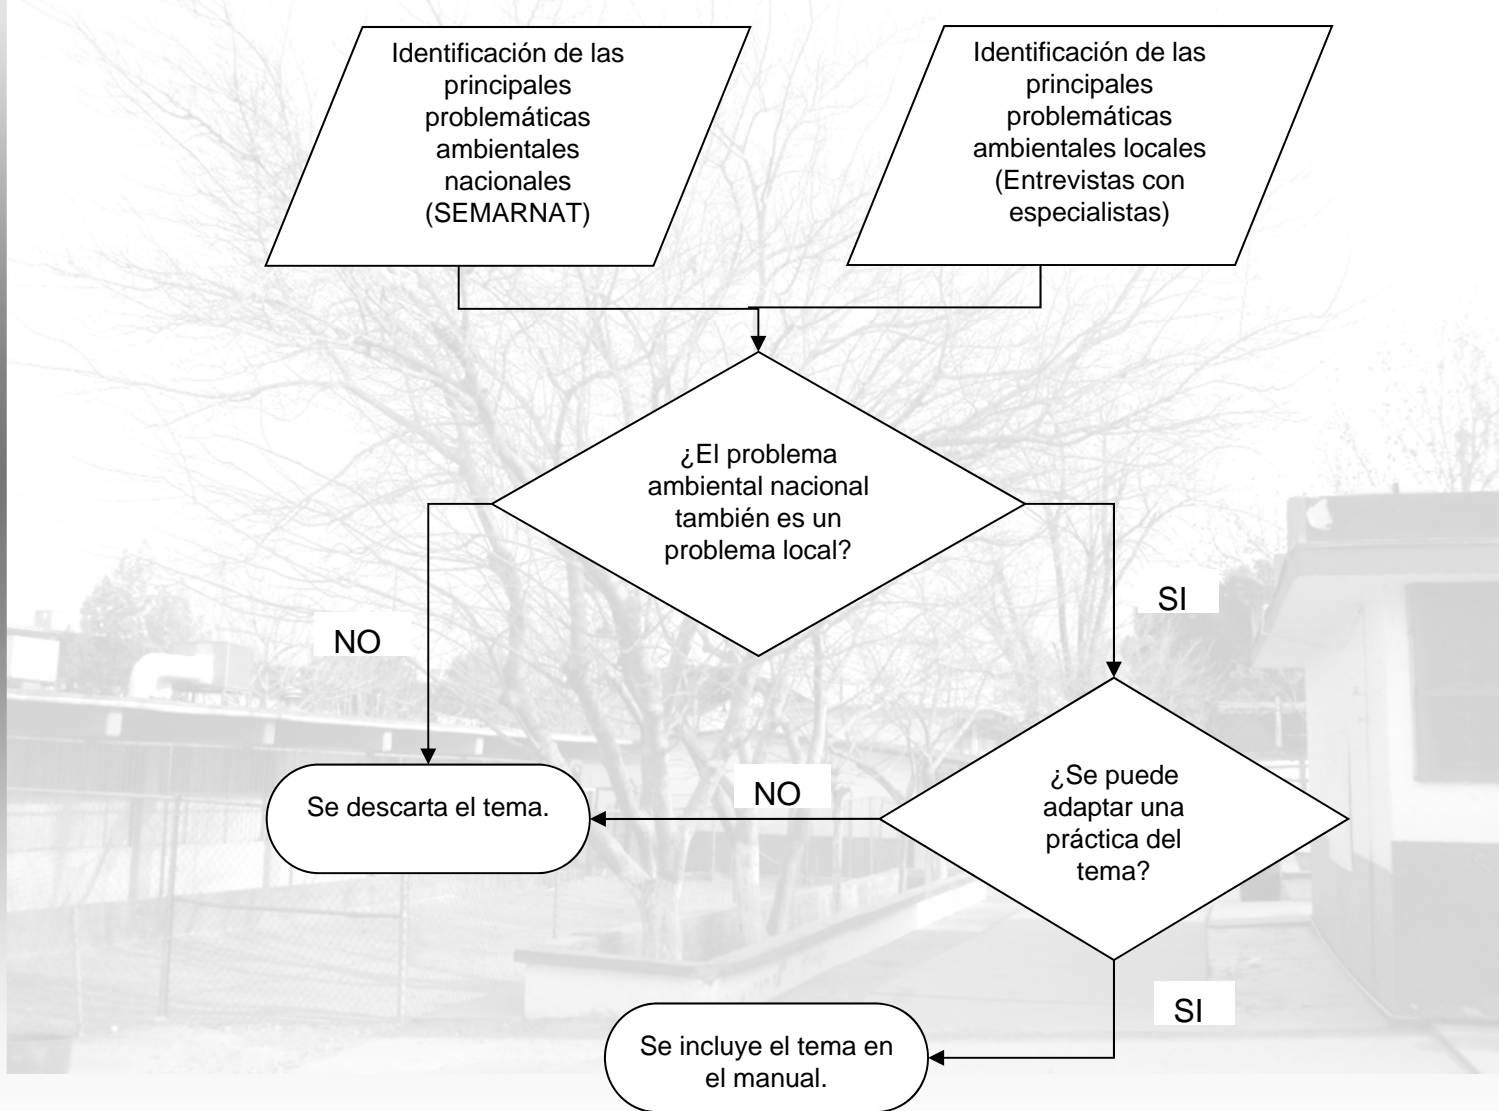 Identificación de las
principales
problemáticas
ambientales
nacionales
(SEMARNAT)
Identificación de las
principales
problemáticas
ambientales locales
(Entrevistas con
especialistas)
¿El problema
ambiental nacional
también es un
problema local?
NO
SI
¿Se puede
adaptar una
práctica del
tema?
NO
Se descarta el tema.
SI
Se incluye el tema en
el manual.